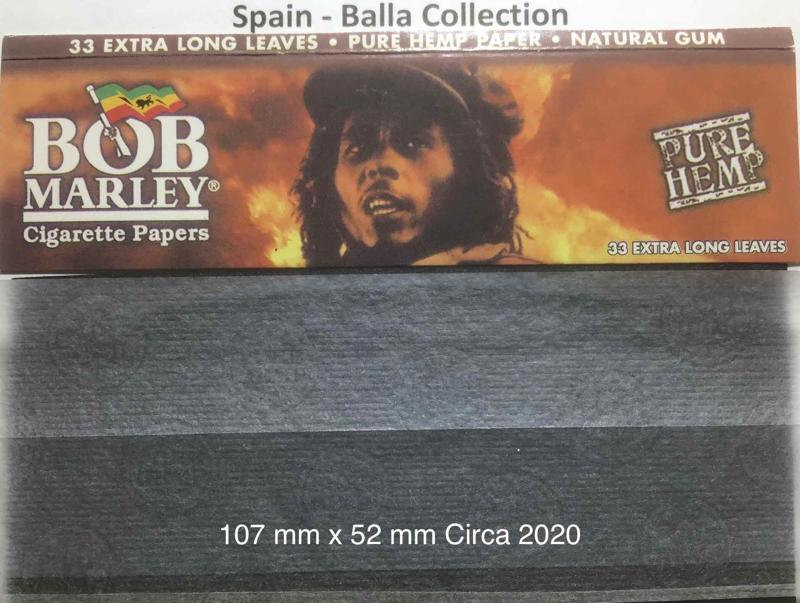 Spain - Balla Collection
33 EXTRA LONG LEAVES • PURE HEMP PAPER • NATURAL GUM
BOB
MARLEY®
Cigarette Papers
PURE
HEMP
33 EXTRA LONG LEAVES
107 mm x 52 mm Circa 2020